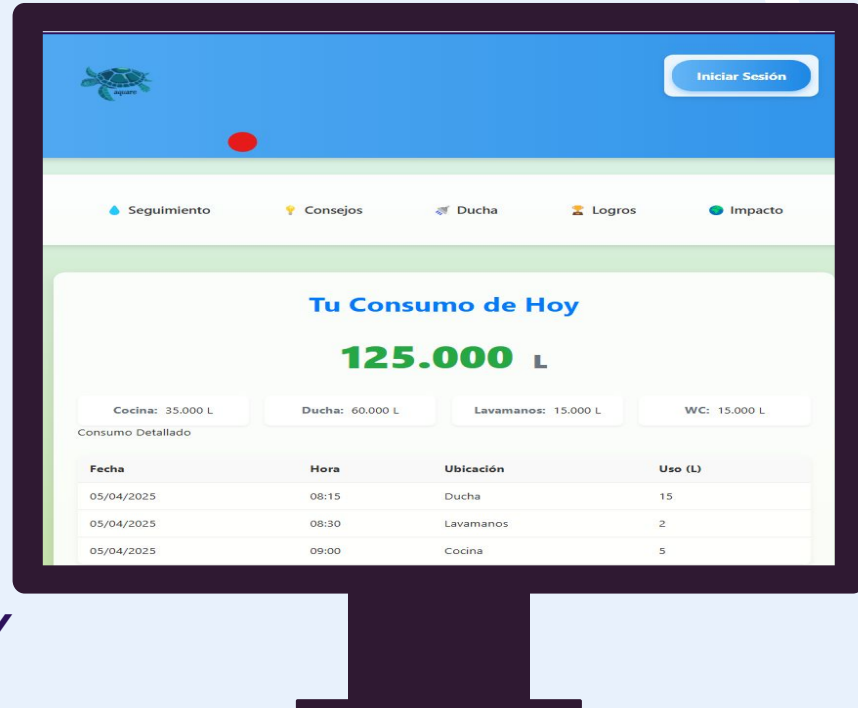 aquare
Iniciar Sesión
Seguimiento Consejos Ducha Logros Impacto
Tu Consumo de Hoy
125.000 L
Cocina: 35.000 L Ducha: 60.000 L Lavamanos: 15.000 L WC: 15.000 L
Consumo Detallado
Fecha Hora Ubicación Uso (L)
05/04/2025 08:15 Ducha 15
05/04/2025 08:30 Lavamanos 2
05/04/2025 09:00 Cocina 5